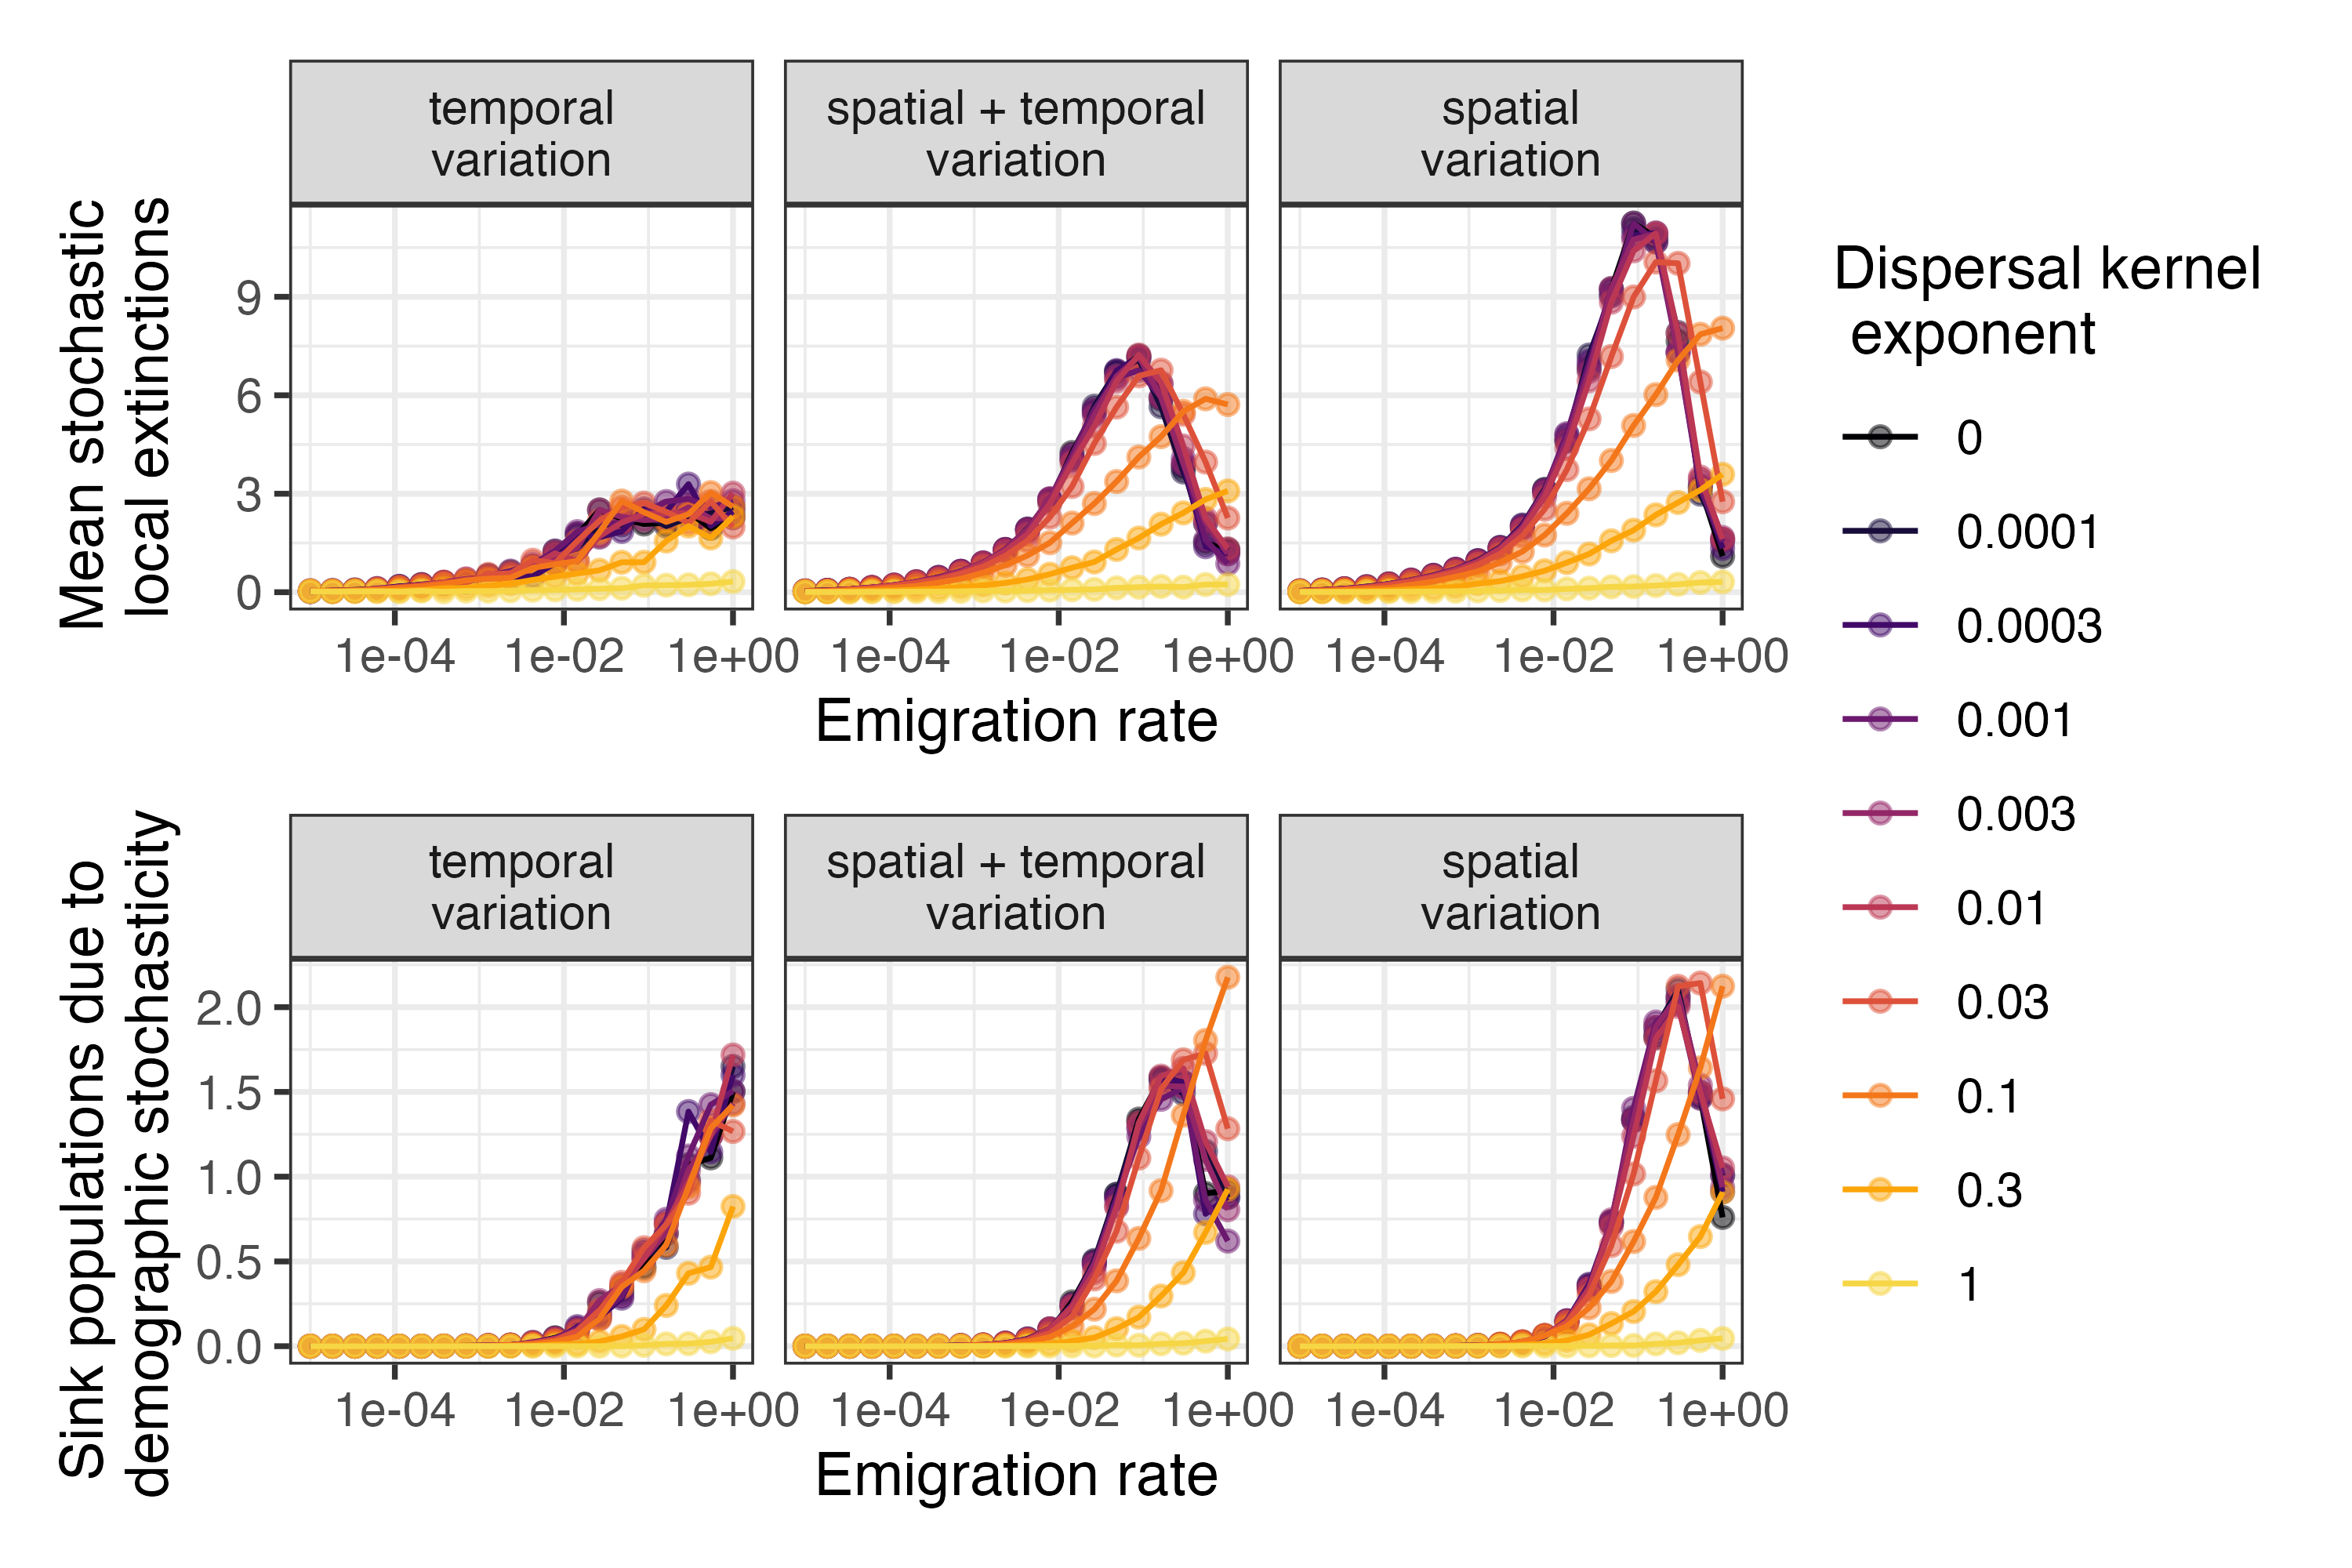 temporal
variation
spatial + temporal
variation
spatial
variation
Mean stochastic
local extinctions
9
6
3
0
1e-04 1e-02 1e+00 1e-04 1e-02 1e+00 1e-04 1e-02 1e+00
Emigration rate
temporal
variation
spatial + temporal
variation
spatial
variation
Sink populations due to
demographic stochasticity
2.0
1.5
1.0
0.5
0.0
1e-04 1e-02 1e+00 1e-04 1e-02 1e+00 1e-04 1e-02 1e+00
Emigration rate
Dispersal kernel
exponent
0
0.0001
0.0003
0.001
0.003
0.01
0.03
0.1
0.3
1